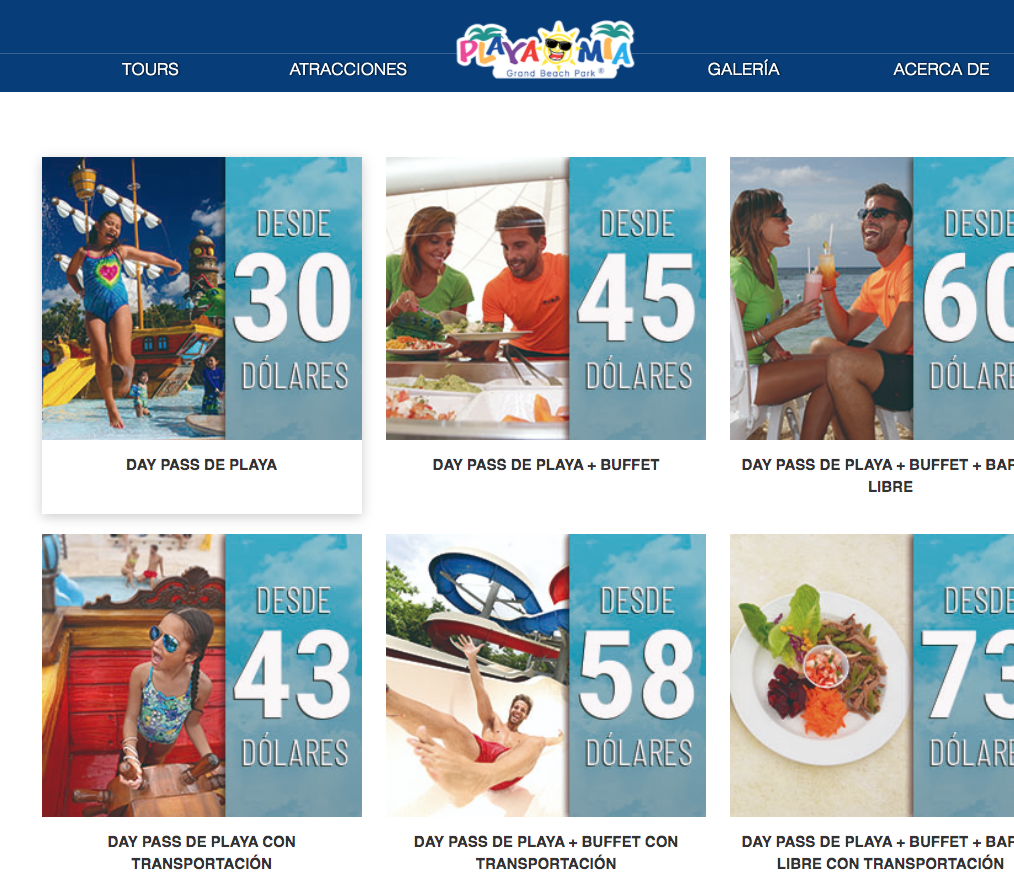 PLAYA MIA
Grand Beach Park ®
TOURS
ATRACCIONES
GALERÍA
ACERCA DE
DESDE
30
DÓLARES
DAY PASS DE PLAYA
DESDE
45
DÓLARES
DAY PASS DE PLAYA + BUFFET
DESDE
60
DÓLARE
DAY PASS DE PLAYA + BUFFET + BAR
LIBRE
DESDE
43
DÓLARES
DAY PASS DE PLAYA CON
TRANSPORTACIÓN
DESDE
58
DÓLARES
DAY PASS DE PLAYA + BUFFET CON
TRANSPORTACIÓN
DESDE
73
DÓLARE
DAY PASS DE PLAYA + BUFFET + BAR
LIBRE CON TRANSPORTACIÓN